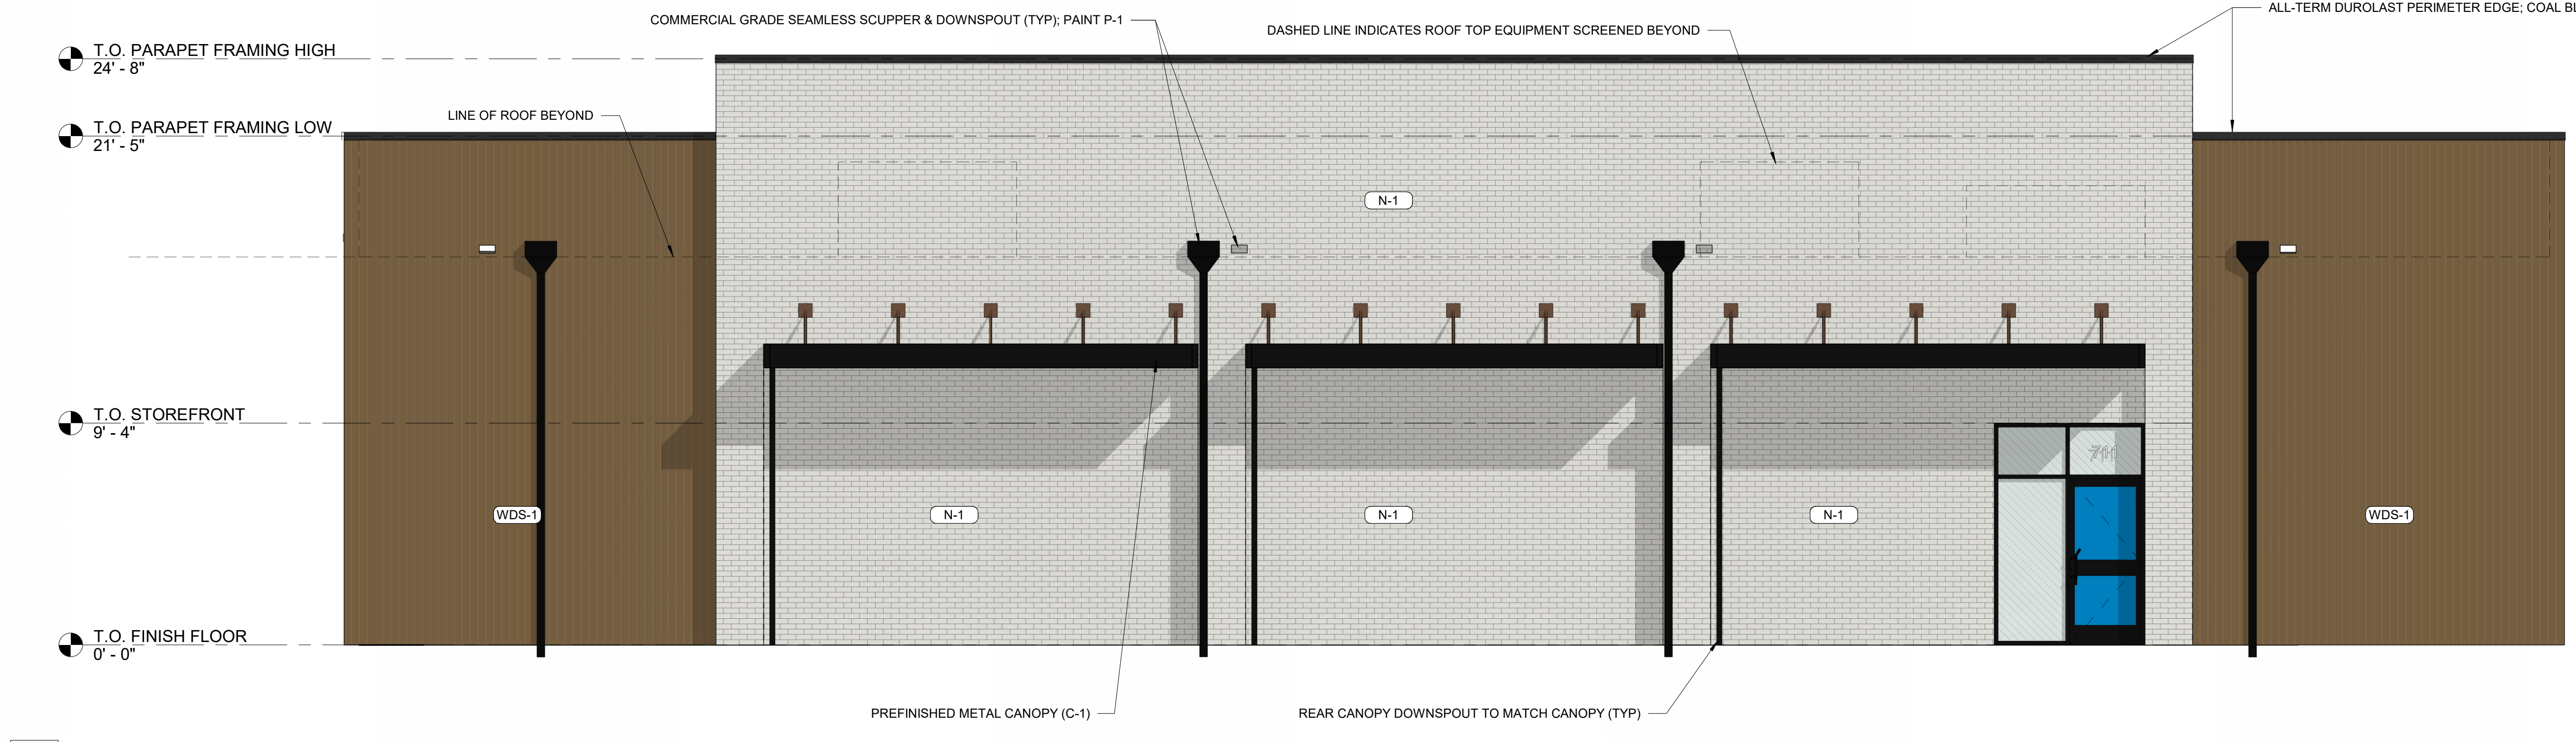 COMMERCIAL GRADE SEAMLESS SCUPPER & DOWNSPOUT (TYP); PAINT P-1
ALL-TERM DUROLAST PERIMETER EDGE; COAL
DASHED LINE INDICATES ROOF TOP EQUIPMENT SCREENED BEYOND
T.O. PARAPET FRAMING HIGH
24' - 8"
LINE OF ROOF BEYOND
T.O. PARAPET FRAMING LOW
21' - 5"
N-1
T.O. STOREFRONT
9' - 4"
711
WDS-1
N-1
N-1
N-1
WDS-1
T.O. FINISH FLOOR
0' - 0"
PREFINISHED METAL CANOPY (C-1)
REAR CANOPY DOWNSPOUT TO MATCH CANOPY (TYP)